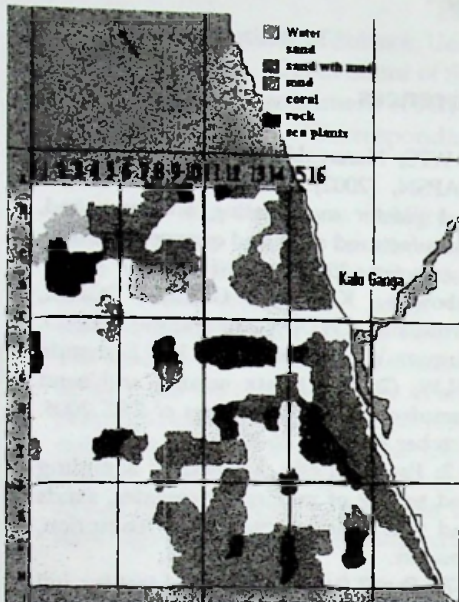 Water
sand
sand with mud
mud
coral
rock
sea plants
1 2 3 4 5 6 7 8 9 10 11 12 13 14 15 16
Kalu Ganga